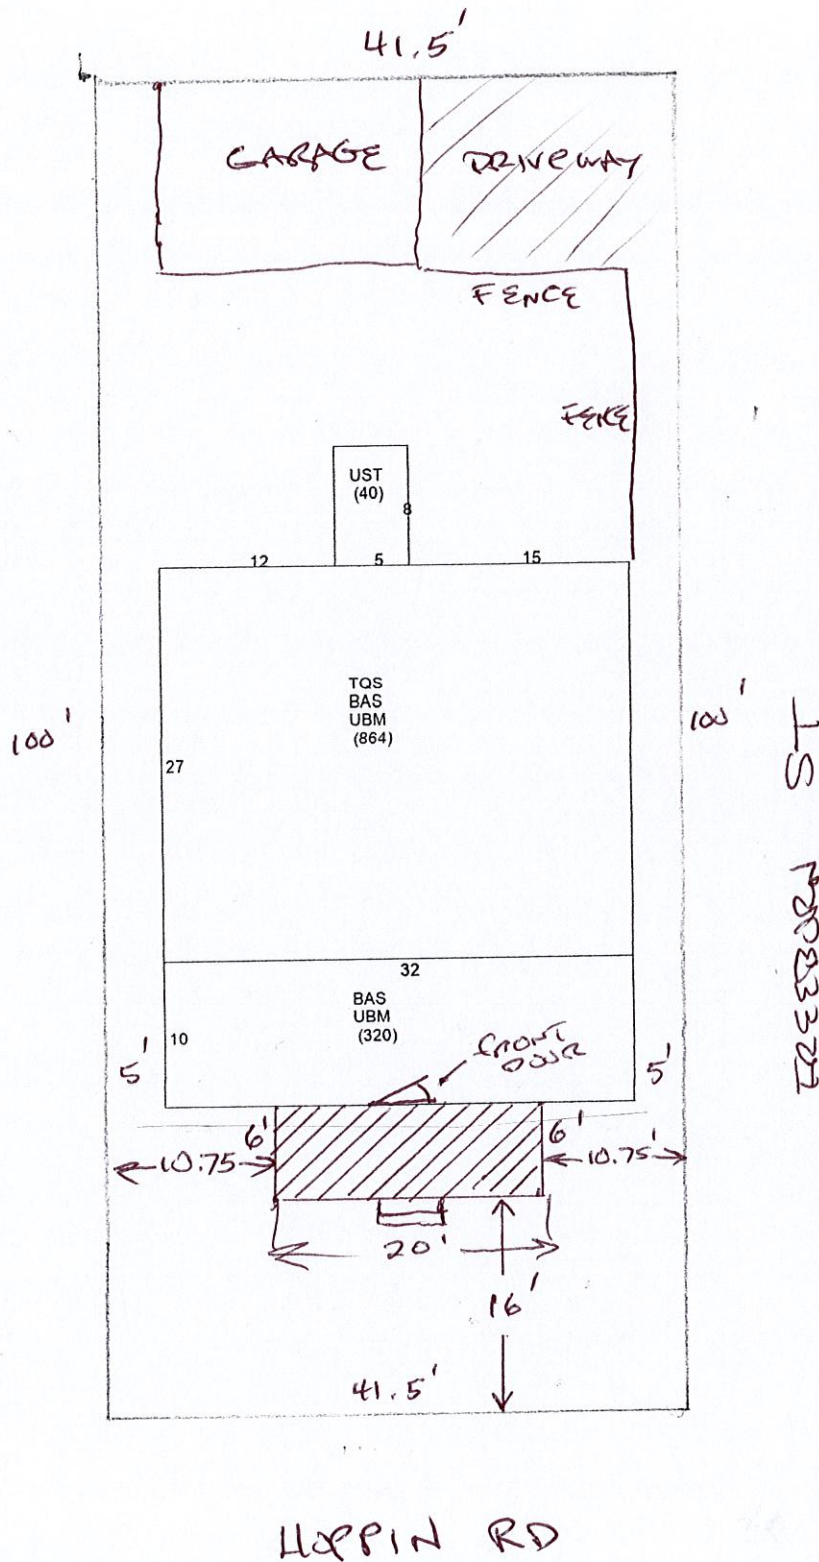 41.5'
GARAGE
DRIVEWAY
FENCE
FENCE
UST
(40)
8
12
5
15
TQS
BAS
UBM
(864)
100'
100'
27
ST
32
BAS
UBM
(320)
10
FRONT
DOOR
5'
5'
6'
6'
10.75
10.75'
20'
16'
41.5'
HOPPIN RD